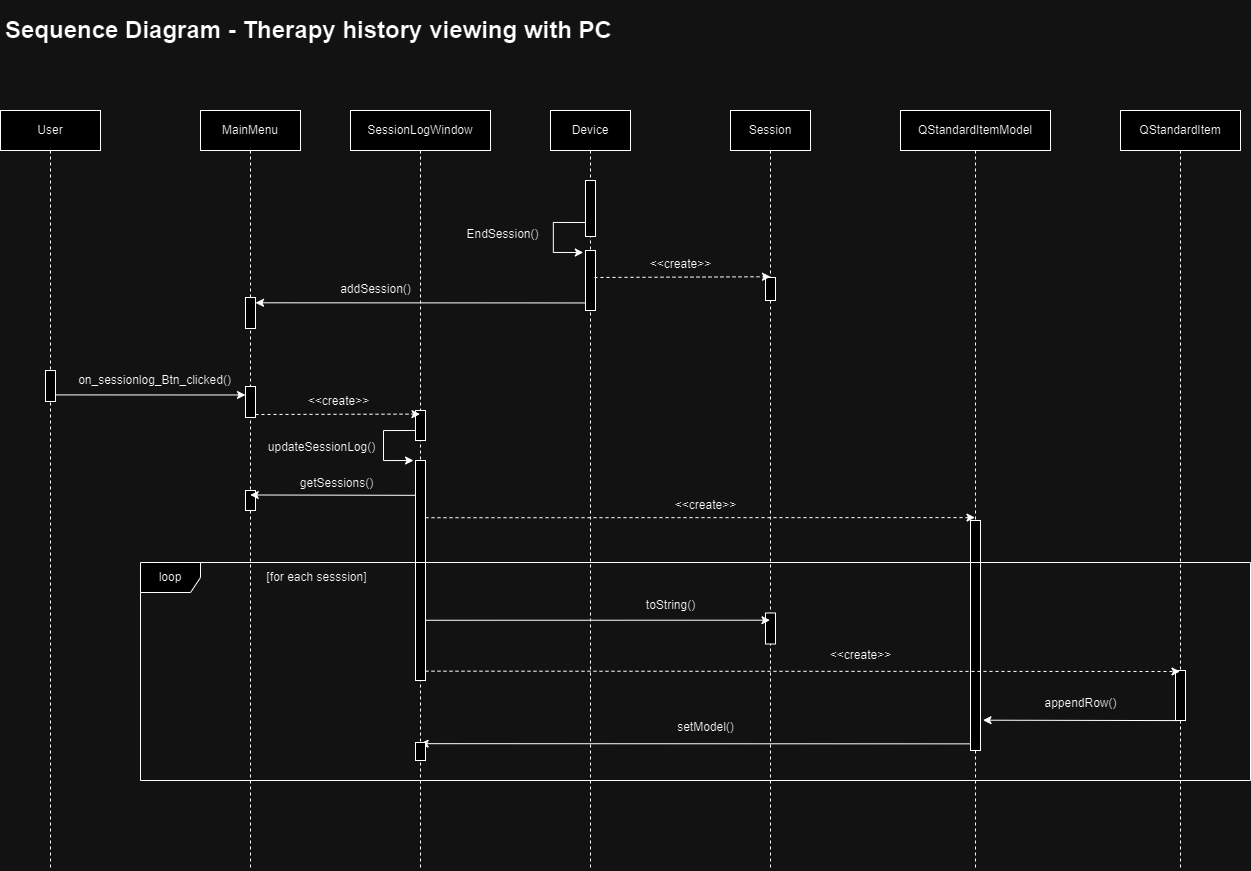 Sequence Diagram - Therapy history viewing with PC
User
MainMenu
SessionLogWindow
Device
Session
QStandardItemModel
QStandardItem
EndSession()
<<create>>
addSession()
on_sessionlog_Btn_clicked()
<<create>>
updateSessionLog()
getSessions()
<<create>>
loop
[for each sesssion]
toString()
<<create>>
appendRow()
setModel()